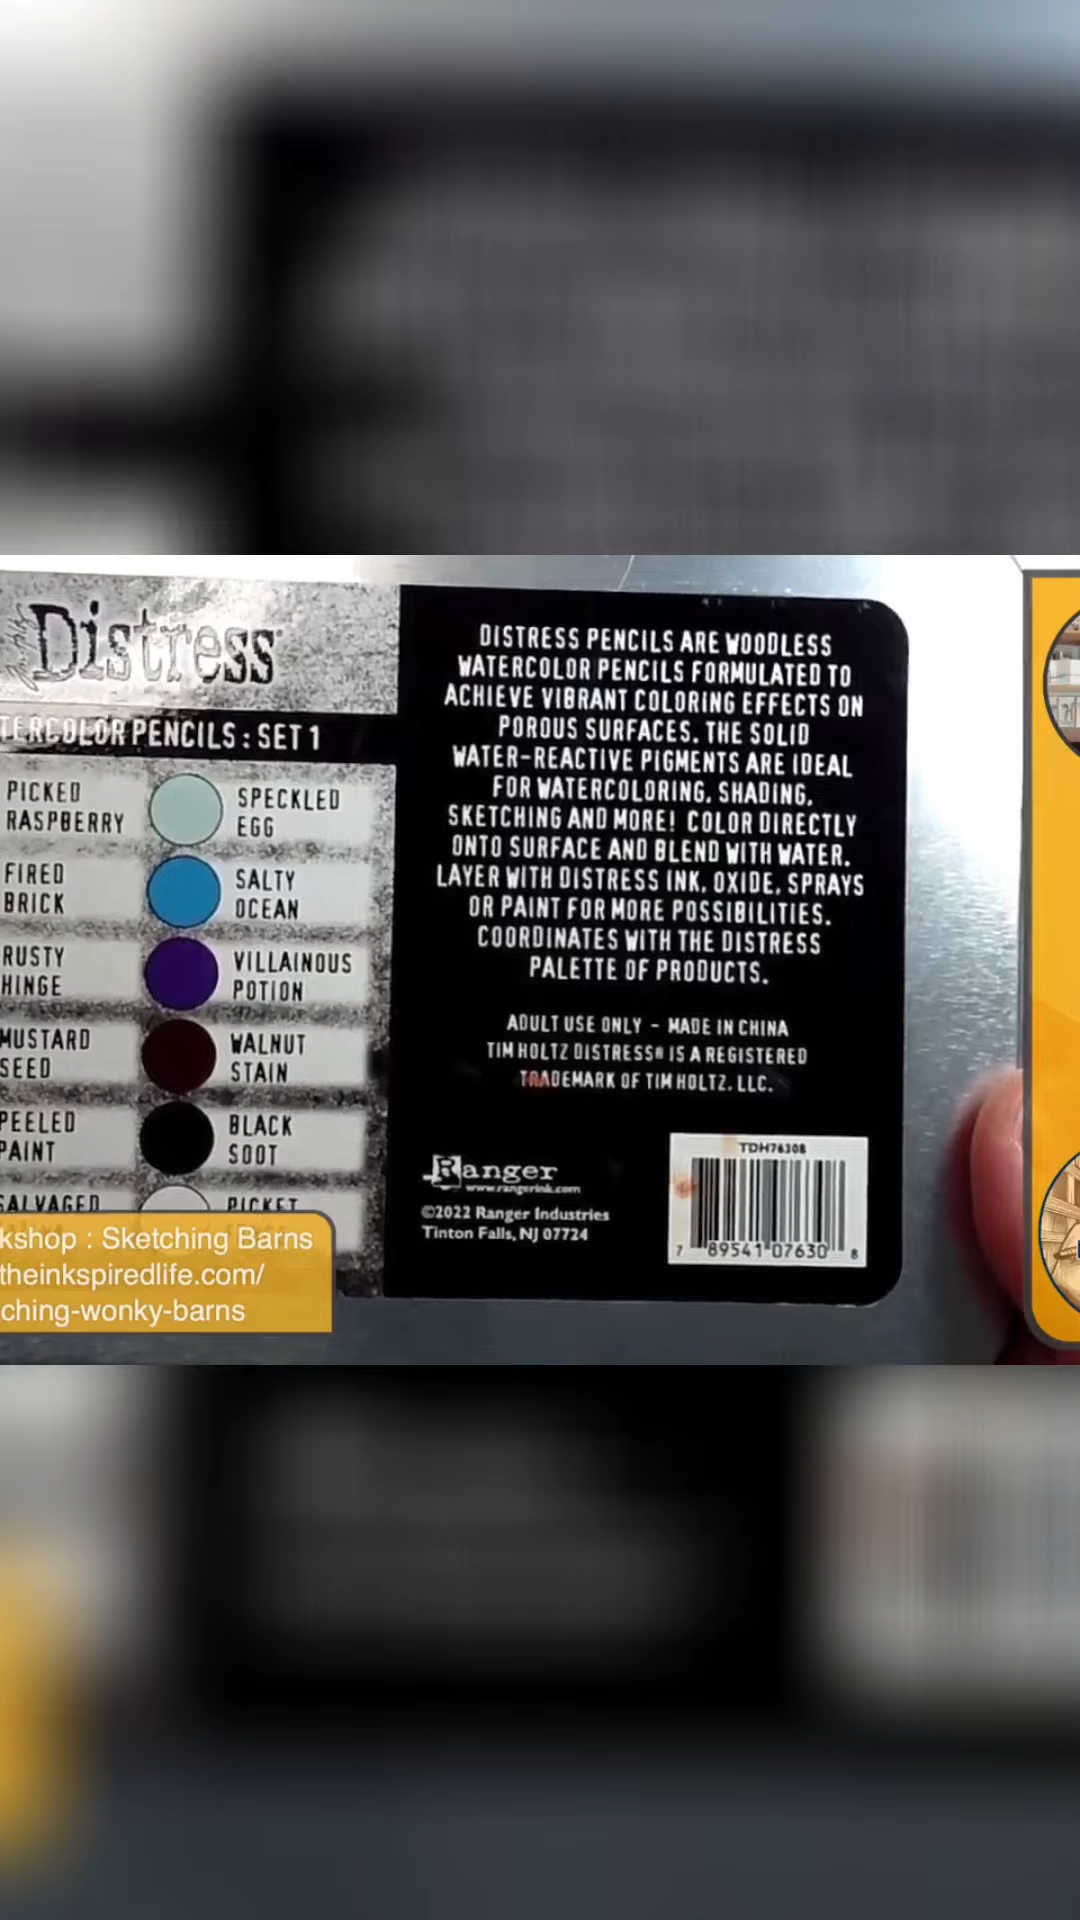 Distress
TERCOLOR PENCILS : SET 1
PICKED
RASPBERRY
SPECKLED
EGG
FIRED
BRICK
SALTY
OCEAN
RUSTY
HINGE
VILLAINOUS
POTION
MUSTARD
SEED
WALNUT
STAIN
PEELED
PAINT
BLACK
SOOT
SALVAGED
PICKET
DISTRESS PENCILS ARE WOODLESS
WATERCOLOR PENCILS FORMULATED TO
ACHIEVE VIBRANT COLORING EFFECTS ON
POROUS SURFACES. THE SOLID
WATER-REACTIVE PIGMENTS ARE IDEAL
FOR WATERCOLORING, SHADING,
SKETCHING AND MORE! COLOR DIRECTLY
ONTO SURFACE AND BLEND WITH WATER.
LAYER WITH DISTRESS INK, OXIDE, SPRAYS
OR PAINT FOR MORE POSSIBILITIES.
COORDINATES WITH THE DISTRESS
PALETTE OF PRODUCTS.
ADULT USE ONLY - MADE IN CHINA
TIM HOLTZ DISTRESS® IS A REGISTERED
TRADEMARK OF TIM HOLTZ, LLC.
Ranger
www.rangerink.com
©2022 Ranger Industries
Tinton Falls, NJ 07724
TDH76308
7 89541 07630 8
kshop : Sketching Barns
theinkspiredlife.com/
ching-wonky-barns